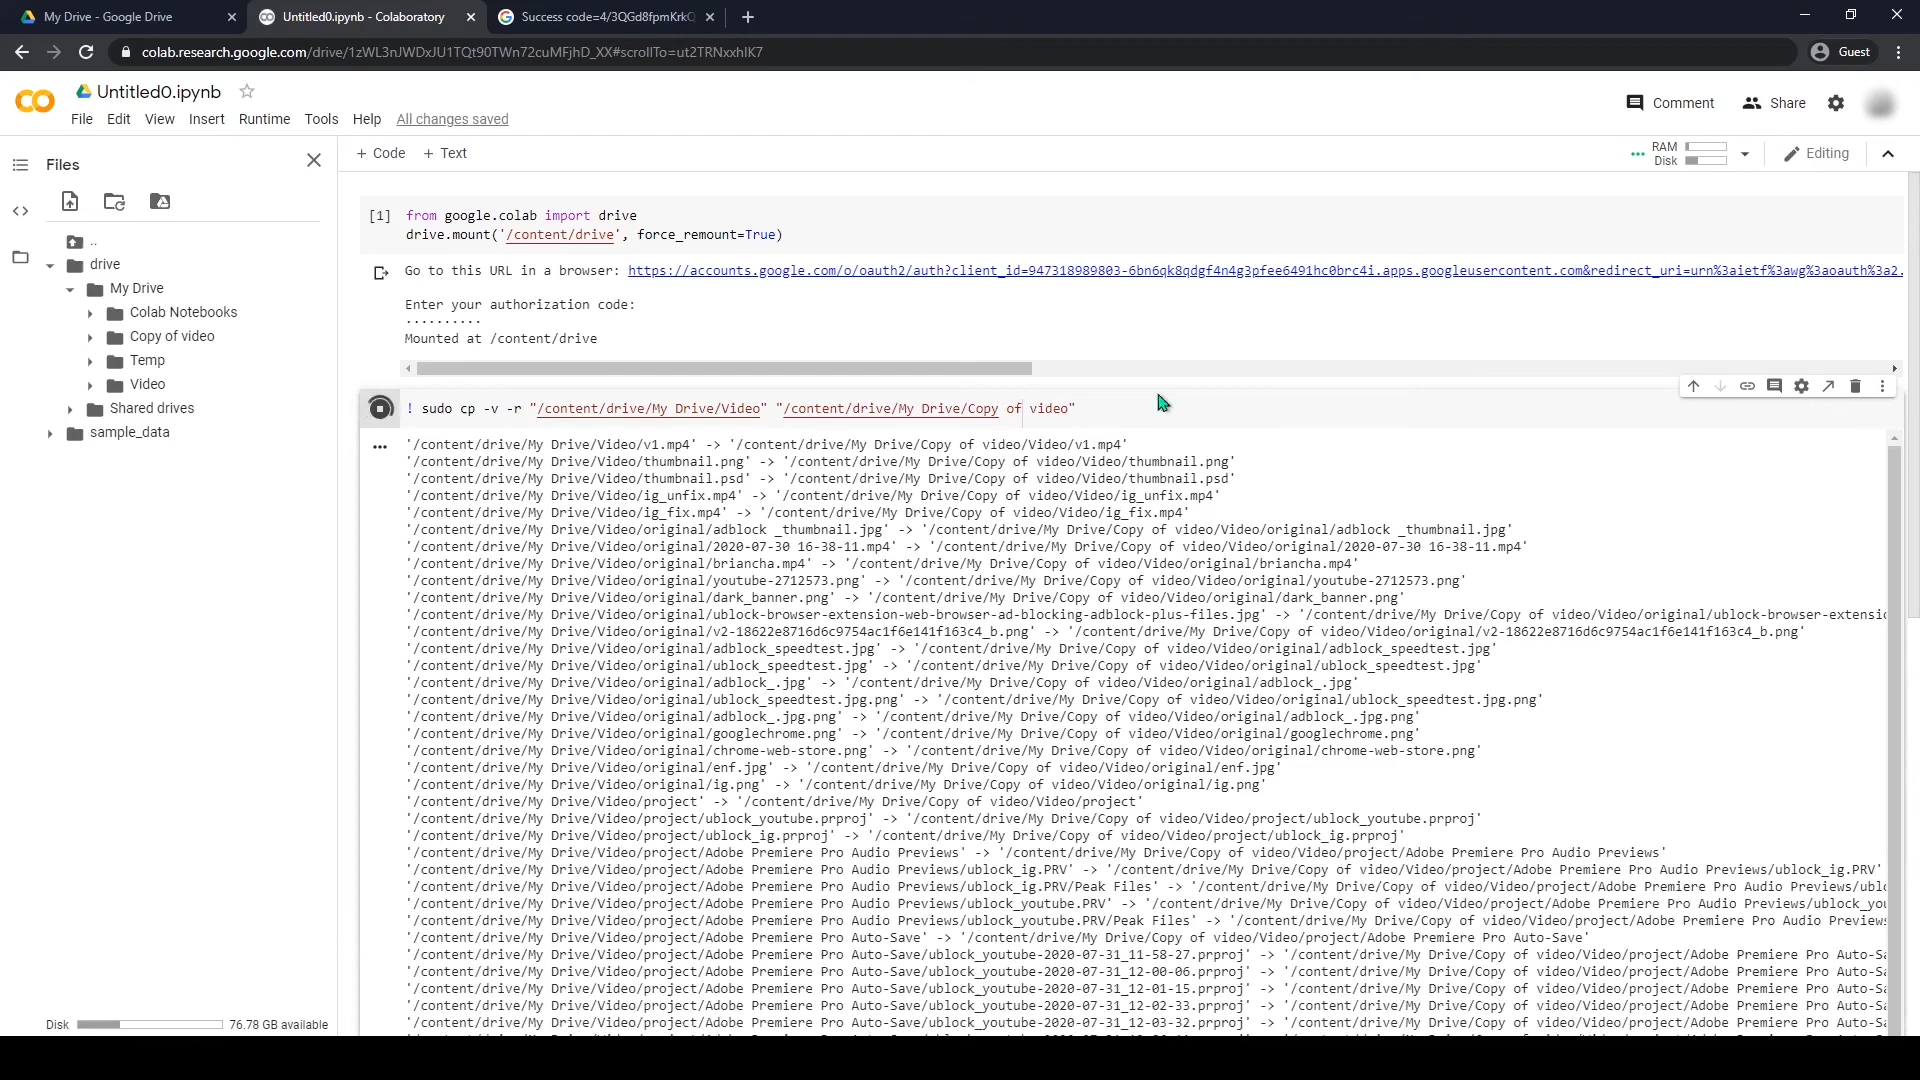 My Drive - Google Drive
Untitled0.ipynb - Colaboratory
Success code=4/3QGd8fpmKrkQ
colab.research.google.com/drive/1zWL3nJWDxJU1TQt90TWn72cuMFjhD_XX#scrollTo=ut2TRNxxhIK7
Guest
CO
Untitled0.ipynb
File Edit View Insert Runtime Tools Help All changes saved
Comment
Share
Files
+ Code + Text
RAM
Disk
Editing
..
drive
My Drive
Colab Notebooks
Copy of video
Temp
Video
Shared drives
sample_data
Disk 76.78 GB available
[1] from google.colab import drive
drive.mount('/content/drive', force_remount=True)
Go to this URL in a browser: https://accounts.google.com/o/oauth2/auth?client_id=947318989803-6bn6qk8qdgf4n4g3pfee6491hc0brc4i.apps.googleusercontent.com&redirect_uri=urn%3aietf%3awg%3aoauth%3a2.
Enter your authorization code:
··········
Mounted at /content/drive
! sudo cp -v -r "/content/drive/My Drive/Video" "/content/drive/My Drive/Copy of video"
'/content/drive/My Drive/Video/v1.mp4' -> '/content/drive/My Drive/Copy of video/Video/v1.mp4'
'/content/drive/My Drive/Video/thumbnail.png' -> '/content/drive/My Drive/Copy of video/Video/thumbnail.png'
'/content/drive/My Drive/Video/thumbnail.psd' -> '/content/drive/My Drive/Copy of video/Video/thumbnail.psd'
'/content/drive/My Drive/Video/ig_unfix.mp4' -> '/content/drive/My Drive/Copy of video/Video/ig_unfix.mp4'
'/content/drive/My Drive/Video/ig_fix.mp4' -> '/content/drive/My Drive/Copy of video/Video/ig_fix.mp4'
'/content/drive/My Drive/Video/original/adblock _thumbnail.jpg' -> '/content/drive/My Drive/Copy of video/Video/original/adblock _thumbnail.jpg'
'/content/drive/My Drive/Video/original/2020-07-30 16-38-11.mp4' -> '/content/drive/My Drive/Copy of video/Video/original/2020-07-30 16-38-11.mp4'
'/content/drive/My Drive/Video/original/briancha.mp4' -> '/content/drive/My Drive/Copy of video/Video/original/briancha.mp4'
'/content/drive/My Drive/Video/original/youtube-2712573.png' -> '/content/drive/My Drive/Copy of video/Video/original/youtube-2712573.png'
'/content/drive/My Drive/Video/original/dark_banner.png' -> '/content/drive/My Drive/Copy of video/Video/original/dark_banner.png'
'/content/drive/My Drive/Video/original/ublock-browser-extension-web-browser-ad-blocking-adblock-plus-files.jpg' -> '/content/drive/My Drive/Copy of video/Video/original/ublock-browser-extensio
'/content/drive/My Drive/Video/original/v2-18622e8716d6c9754ac1f6e141f163c4_b.png' -> '/content/drive/My Drive/Copy of video/Video/original/v2-18622e8716d6c9754ac1f6e141f163c4_b.png'
'/content/drive/My Drive/Video/original/adblock_speedtest.jpg' -> '/content/drive/My Drive/Copy of video/Video/original/adblock_speedtest.jpg'
'/content/drive/My Drive/Video/original/ublock_speedtest.jpg' -> '/content/drive/My Drive/Copy of video/Video/original/ublock_speedtest.jpg'
'/content/drive/My Drive/Video/original/adblock_.jpg' -> '/content/drive/My Drive/Copy of video/Video/original/adblock_.jpg'
'/content/drive/My Drive/Video/original/ublock_speedtest.jpg.png' -> '/content/drive/My Drive/Copy of video/Video/original/ublock_speedtest.jpg.png'
'/content/drive/My Drive/Video/original/adblock_.jpg.png' -> '/content/drive/My Drive/Copy of video/Video/original/adblock_.jpg.png'
'/content/drive/My Drive/Video/original/googlechrome.png' -> '/content/drive/My Drive/Copy of video/Video/original/googlechrome.png'
'/content/drive/My Drive/Video/original/chrome-web-store.png' -> '/content/drive/My Drive/Copy of video/Video/original/chrome-web-store.png'
'/content/drive/My Drive/Video/original/enf.jpg' -> '/content/drive/My Drive/Copy of video/Video/original/enf.jpg'
'/content/drive/My Drive/Video/original/ig.png' -> '/content/drive/My Drive/Copy of video/Video/original/ig.png'
'/content/drive/My Drive/Video/project' -> '/content/drive/My Drive/Copy of video/Video/project'
'/content/drive/My Drive/Video/project/ublock_youtube.prproj' -> '/content/drive/My Drive/Copy of video/Video/project/ublock_youtube.prproj'
'/content/drive/My Drive/Video/project/ublock_ig.prproj' -> '/content/drive/My Drive/Copy of video/Video/project/ublock_ig.prproj'
'/content/drive/My Drive/Video/project/Adobe Premiere Pro Audio Previews' -> '/content/drive/My Drive/Copy of video/Video/project/Adobe Premiere Pro Audio Previews'
'/content/drive/My Drive/Video/project/Adobe Premiere Pro Audio Previews/ublock_ig.PRV' -> '/content/drive/My Drive/Copy of video/Video/project/Adobe Premiere Pro Audio Previews/ublock_ig.PRV'
'/content/drive/My Drive/Video/project/Adobe Premiere Pro Audio Previews/ublock_ig.PRV/Peak Files' -> '/content/drive/My Drive/Copy of video/Video/project/Adobe Premiere Pro Audio Previews/ublo
'/content/drive/My Drive/Video/project/Adobe Premiere Pro Audio Previews/ublock_youtube.PRV' -> '/content/drive/My Drive/Copy of video/Video/project/Adobe Premiere Pro Audio Previews/ublock_you
'/content/drive/My Drive/Video/project/Adobe Premiere Pro Audio Previews/ublock_youtube.PRV/Peak Files' -> '/content/drive/My Drive/Copy of video/Video/project/Adobe Premiere Pro Audio Previews
'/content/drive/My Drive/Video/project/Adobe Premiere Pro Auto-Save' -> '/content/drive/My Drive/Copy of video/Video/project/Adobe Premiere Pro Auto-Save'
'/content/drive/My Drive/Video/project/Adobe Premiere Pro Auto-Save/ublock_youtube-2020-07-31_11-58-27.prproj' -> '/content/drive/My Drive/Copy of video/Video/project/Adobe Premiere Pro Auto-Sa
'/content/drive/My Drive/Video/project/Adobe Premiere Pro Auto-Save/ublock_youtube-2020-07-31_12-00-06.prproj' -> '/content/drive/My Drive/Copy of video/Video/project/Adobe Premiere Pro Auto-Sa
'/content/drive/My Drive/Video/project/Adobe Premiere Pro Auto-Save/ublock_youtube-2020-07-31_12-01-15.prproj' -> '/content/drive/My Drive/Copy of video/Video/project/Adobe Premiere Pro Auto-Sa
'/content/drive/My Drive/Video/project/Adobe Premiere Pro Auto-Save/ublock_youtube-2020-07-31_12-02-33.prproj' -> '/content/drive/My Drive/Copy of video/Video/project/Adobe Premiere Pro Auto-Sa
'/content/drive/My Drive/Video/project/Adobe Premiere Pro Auto-Save/ublock_youtube-2020-07-31_12-03-32.prproj' -> '/content/drive/My Drive/Copy of video/Video/project/Adobe Premiere Pro Auto-Sa